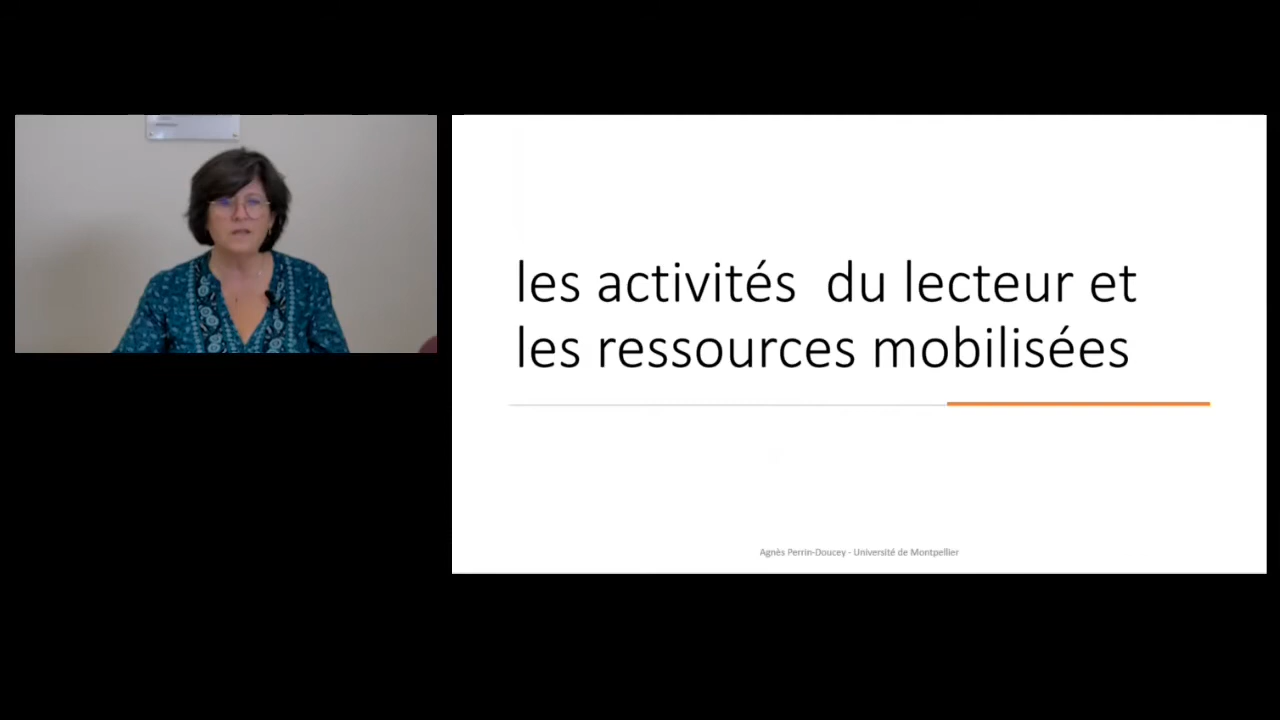 les activités  du lecteur et
les ressources mobilisées
Agnès Perrin-Doucey - Université de Montpellier